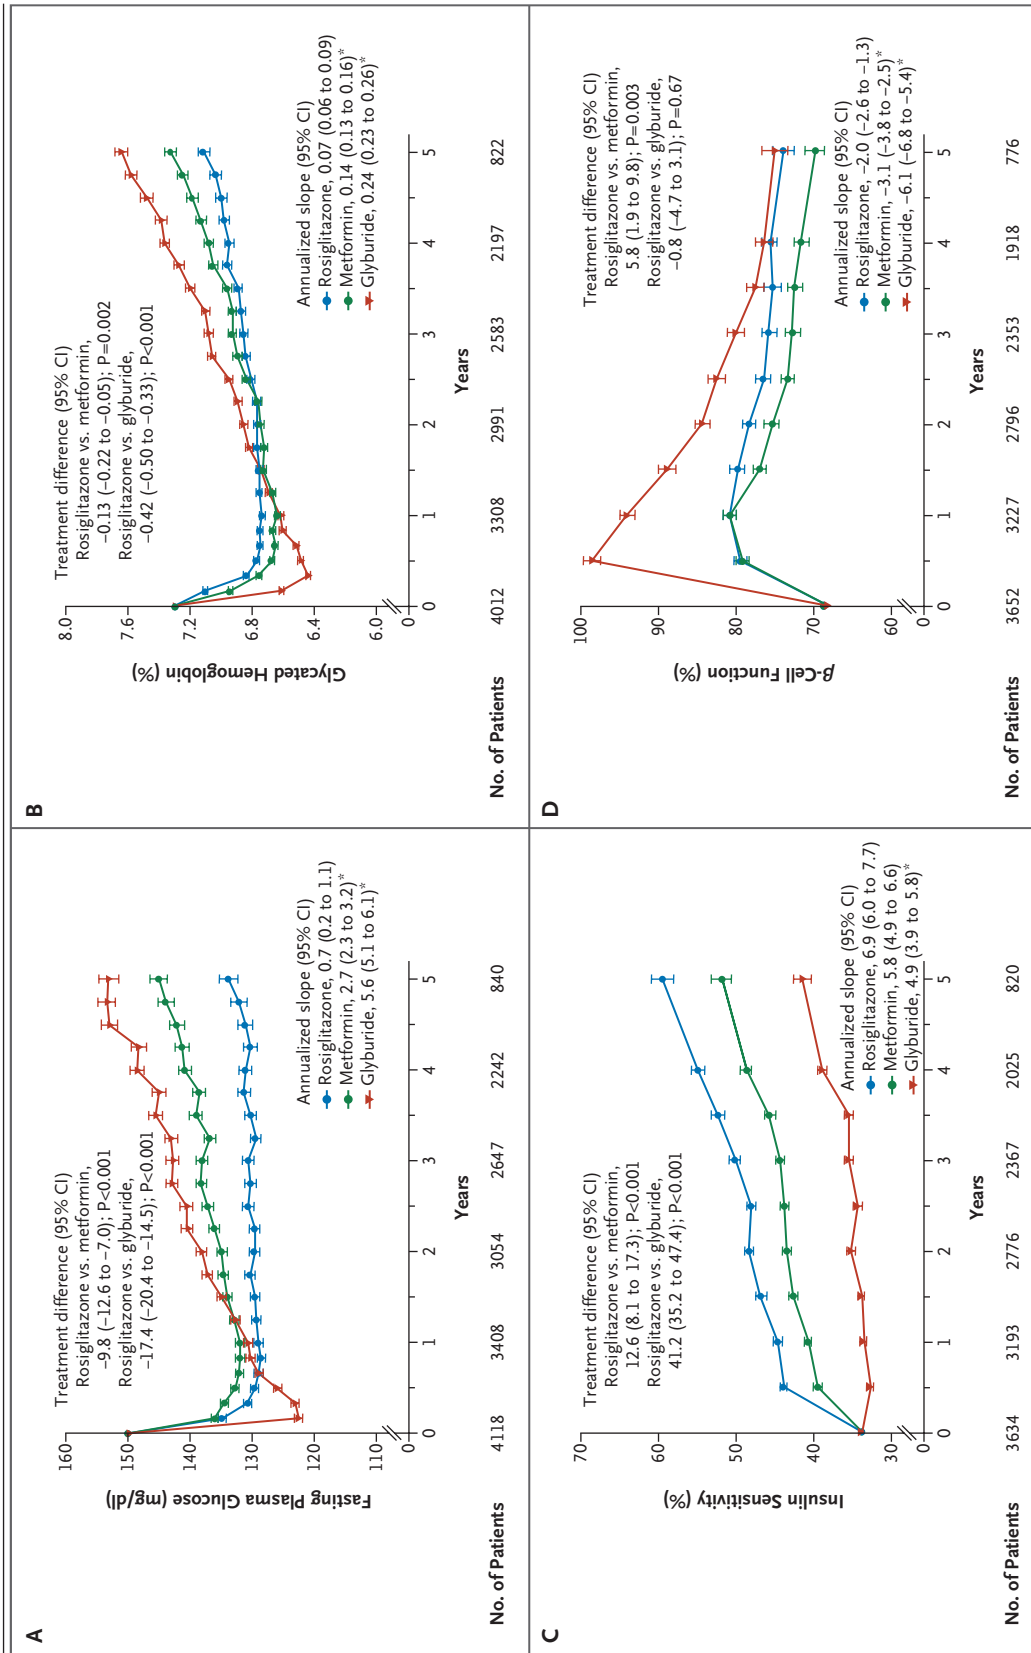 A
Fasting Plasma Glucose (mg/dl)
160
150
140
130
120
110
0
Treatment difference (95% CI)
Rosiglitazone vs. metformin,
−9.8 (−12.6 to −7.0); P<0.001
Rosiglitazone vs. glyburide,
−17.4 (−20.4 to −14.5); P<0.001
Annualized slope (95% CI)
Rosiglitazone, 0.7 (0.2 to 1.1)
Metformin, 2.7 (2.3 to 3.2)*
Glyburide, 5.6 (5.1 to 6.1)*
0 1 2 3 4 5
Years
No. of Patients 4118 3408 3054 2647 2242 840
B
Glycated Hemoglobin (%)
8.0
7.6
7.2
6.8
6.4
6.0
0
Treatment difference (95% CI)
Rosiglitazone vs. metformin,
−0.13 (−0.22 to −0.05); P=0.002
Rosiglitazone vs. glyburide,
−0.42 (−0.50 to −0.33); P<0.001
Annualized slope (95% CI)
Rosiglitazone, 0.07 (0.06 to 0.09)
Metformin, 0.14 (0.13 to 0.16)*
Glyburide, 0.24 (0.23 to 0.26)*
0 1 2 3 4 5
Years
No. of Patients 4012 3308 2991 2583 2197 822
C
Insulin Sensitivity (%)
70
60
50
40
30
0
Treatment difference (95% CI)
Rosiglitazone vs. metformin,
12.6 (8.1 to 17.3); P<0.001
Rosiglitazone vs. glyburide,
41.2 (35.2 to 47.4); P<0.001
Annualized slope (95% CI)
Rosiglitazone, 6.9 (6.0 to 7.7)
Metformin, 5.8 (4.9 to 6.6)
Glyburide, 4.9 (3.9 to 5.8)*
0 1 2 3 4 5
Years
No. of Patients 3634 3193 2776 2367 2025 820
D
β-Cell Function (%)
100
90
80
70
60
0
Treatment difference (95% CI)
Rosiglitazone vs. metformin,
5.8 (1.9 to 9.8); P=0.003
Rosiglitazone vs. glyburide,
−0.8 (−4.7 to 3.1); P=0.67
Annualized slope (95% CI)
Rosiglitazone, −2.0 (−2.6 to −1.3)
Metformin, −3.1 (−3.8 to −2.5)*
Glyburide, −6.1 (−6.8 to −5.4)*
0 1 2 3 4 5
Years
No. of Patients 3652 3227 2796 2353 1918 776